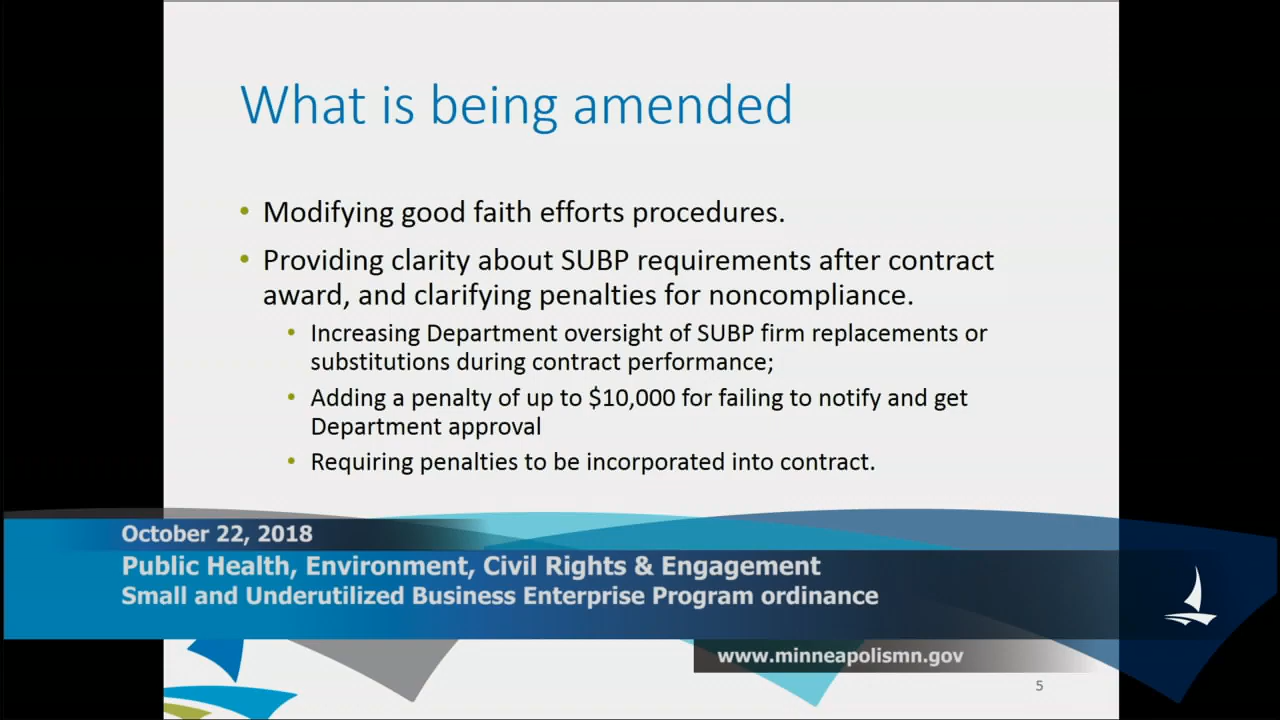 What is being amended
• Modifying good faith efforts procedures.
• Providing clarity about SUBP requirements after contract
award, and clarifying penalties for noncompliance.
• Increasing Department oversight of SUBP firm replacements or
substitutions during contract performance;
• Adding a penalty of up to $10,000 for failing to notify and get
Department approval
• Requiring penalties to be incorporated into contract.
October 22, 2018
Public Health, Environment, Civil Rights & Engagement
Small and Underutilized Business Enterprise Program ordinance
www.minneapolismn.gov
5